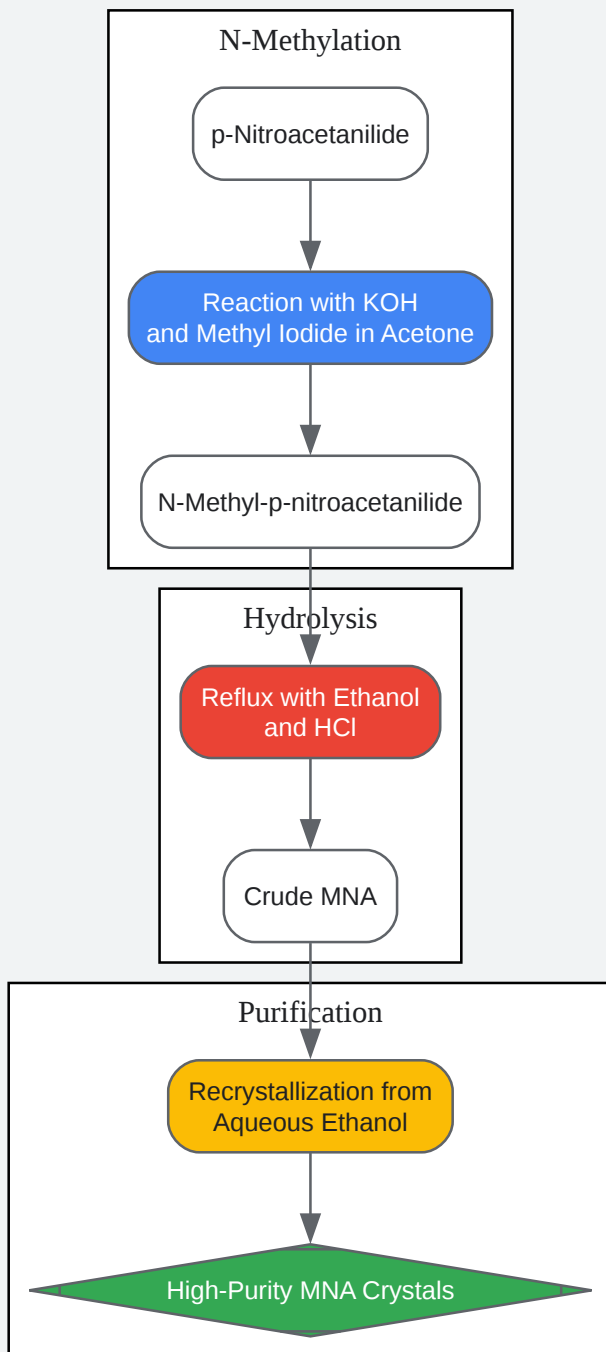 N-Methylation
p-Nitroacetanilide
Reaction with KOH
and Methyl Iodide in Acetone
N-Methyl-p-nitroacetanilide
Hydrolysis
Reflux with Ethanol
and HCl
Crude MNA
Purification
Recrystallization from
Aqueous Ethanol
High-Purity MNA Crystals